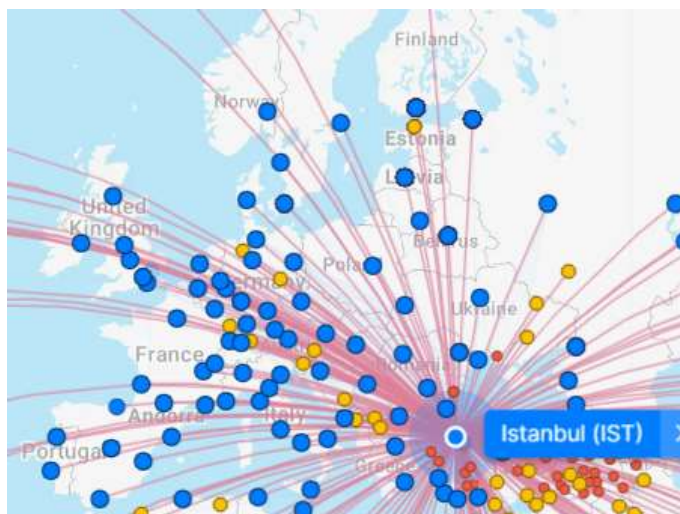 Finland
Norway
Estonia
Latvia
United
Kingdom
Belarus
Poland
Germany
Ukraine
France
Romania
Andorra
Italy
Istanbul (IST)
Portugal
Greece